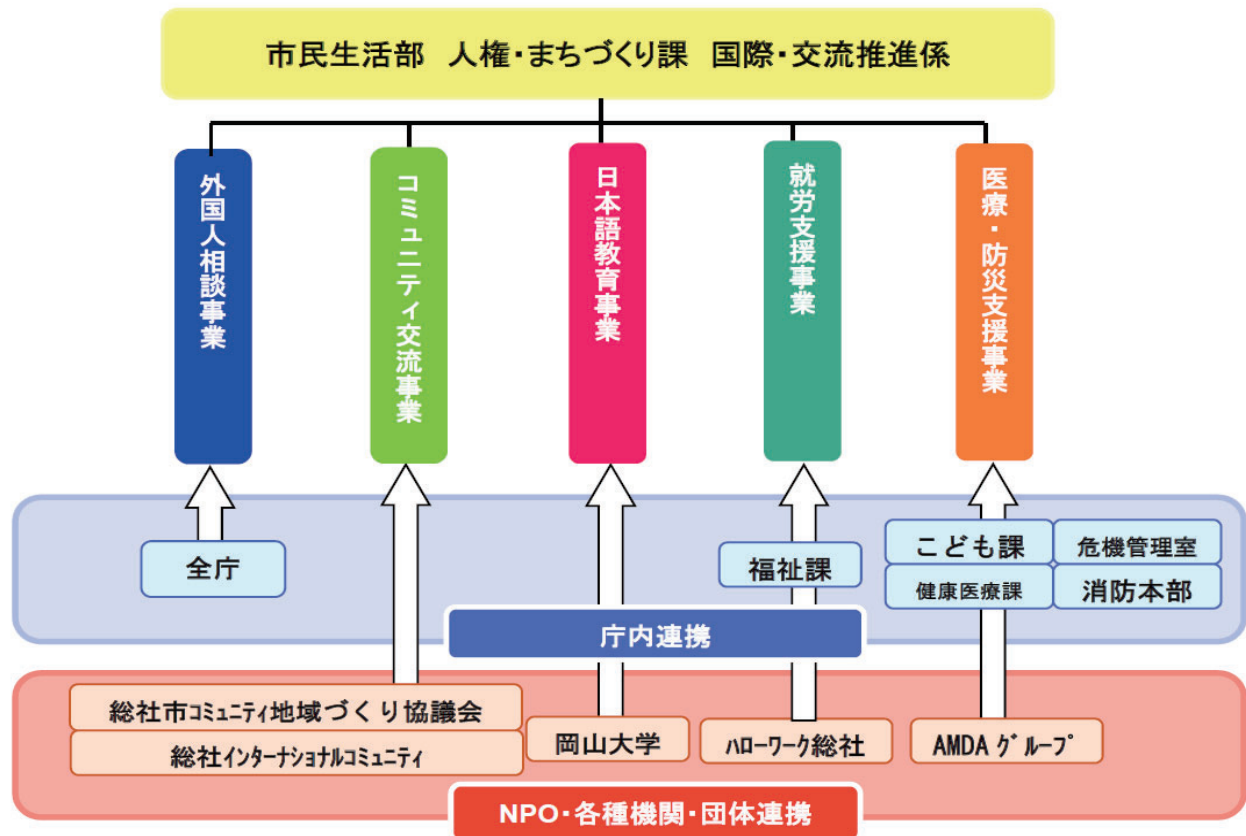 市民生活部 人権・まちづくり課 国際・交流推進係
外国人相談事業
コミュニティ交流事業
日本語教育事業
就労支援事業
医療・防災支援事業
全庁
福祉課
こども課
危機管理室
健康医療課
消防本部
庁内連携
総社市ｺﾐｭﾆﾃｨ地域づくり協議会
総社ｲﾝﾀｰﾅｼｮﾅﾙｺﾐｭﾆﾃｨ
岡山大学
ﾊﾛｰﾜｰｸ総社
AMDAｸﾞﾙｰﾌﾟ
NPO・各種機関・団体連携